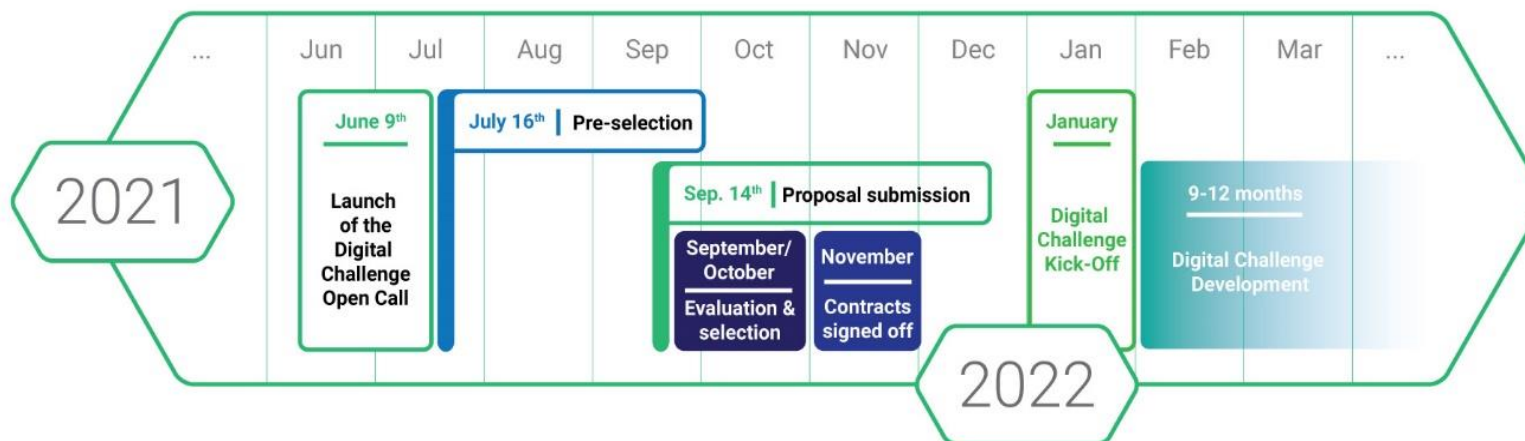 ... Jun Jul Aug Sep Oct Nov Dec Jan Feb Mar ...
2021
June 9th
Launch
of the
Digital
Challenge
Open Call
July 16th | Pre-selection
Sep. 14th | Proposal submission
September/
October
Evaluation &
selection
November
Contracts
signed off
January
Digital
Challenge
Kick-Off
2022
9-12 months
Digital Challenge
Development